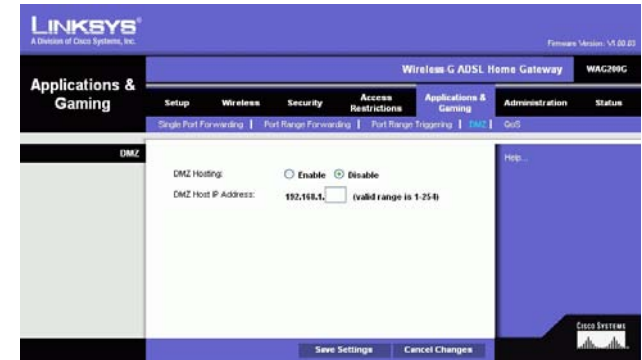 LINKSYS®
A Division of Cisco Systems, Inc.
Firmware Version: V1.00.03
Wireless-G ADSL Home Gateway WAG200G
Applications & Gaming
Setup Wireless Security Access Restrictions Applications & Gaming Administration Status
Single Port Forwarding | Port Range Forwarding | Port Range Triggering | DMZ | QoS
DMZ
DMZ Hosting: Enable Disable
DMZ Host IP Address: 192.168.1. (valid range is 1-254)
Help...
CISCO SYSTEMS
Save Settings Cancel Changes